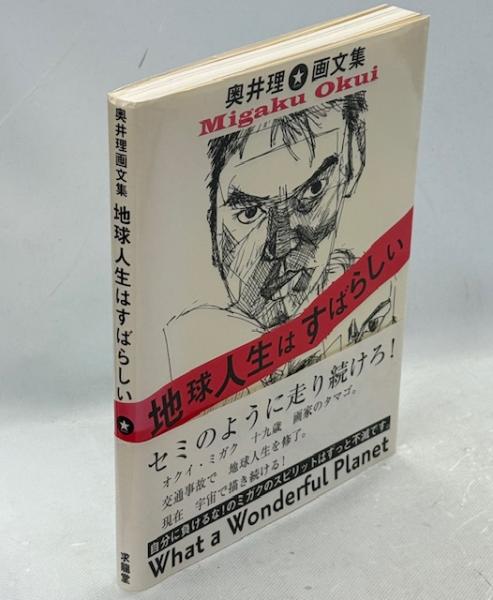 奥井理★画文集
Migaku Okui
地球人生はすばらしい
セミのように走り続けろ!
オクイ・ミガク 十九歳 画家のタマゴ。
交通事故で 地球人生を修了。
現在 宇宙で描き続ける!
自分に負けるな!のミガクのスピリットはずっと不滅です。
What a Wonderful Planet
奥井理画文集 地球人生はすばらしい ★
求龍堂